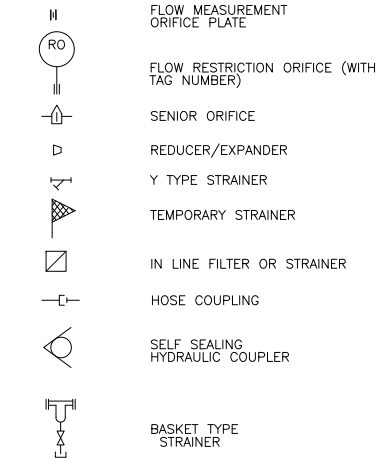 FLOW MEASUREMENT
ORIFICE PLATE
RO
FLOW RESTRICTION ORIFICE (WITH
TAG NUMBER)
SENIOR ORIFICE
REDUCER/EXPANDER
Y TYPE STRAINER
TEMPORARY STRAINER
IN LINE FILTER OR STRAINER
HOSE COUPLING
SELF SEALING
HYDRAULIC COUPLER
BASKET TYPE
STRAINER